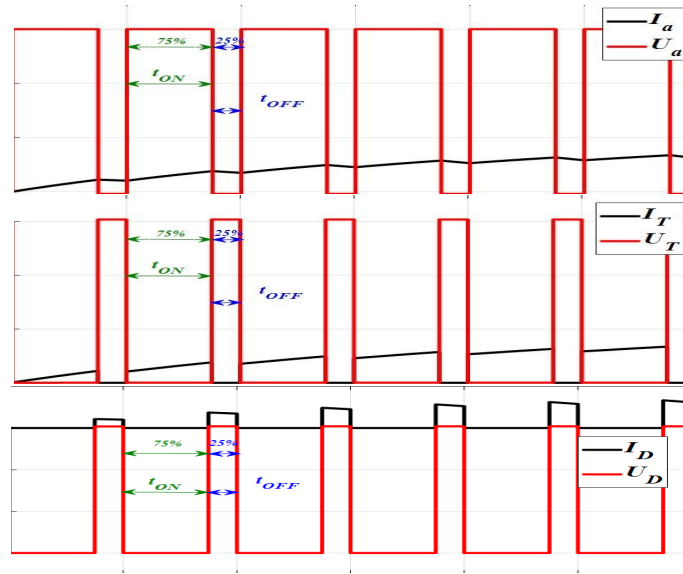 I_a
U_a
75% 25%
t_ON
t_OFF
I_T
U_T
75% 25%
t_ON
t_OFF
I_D
U_D
75% 25%
t_ON t_OFF